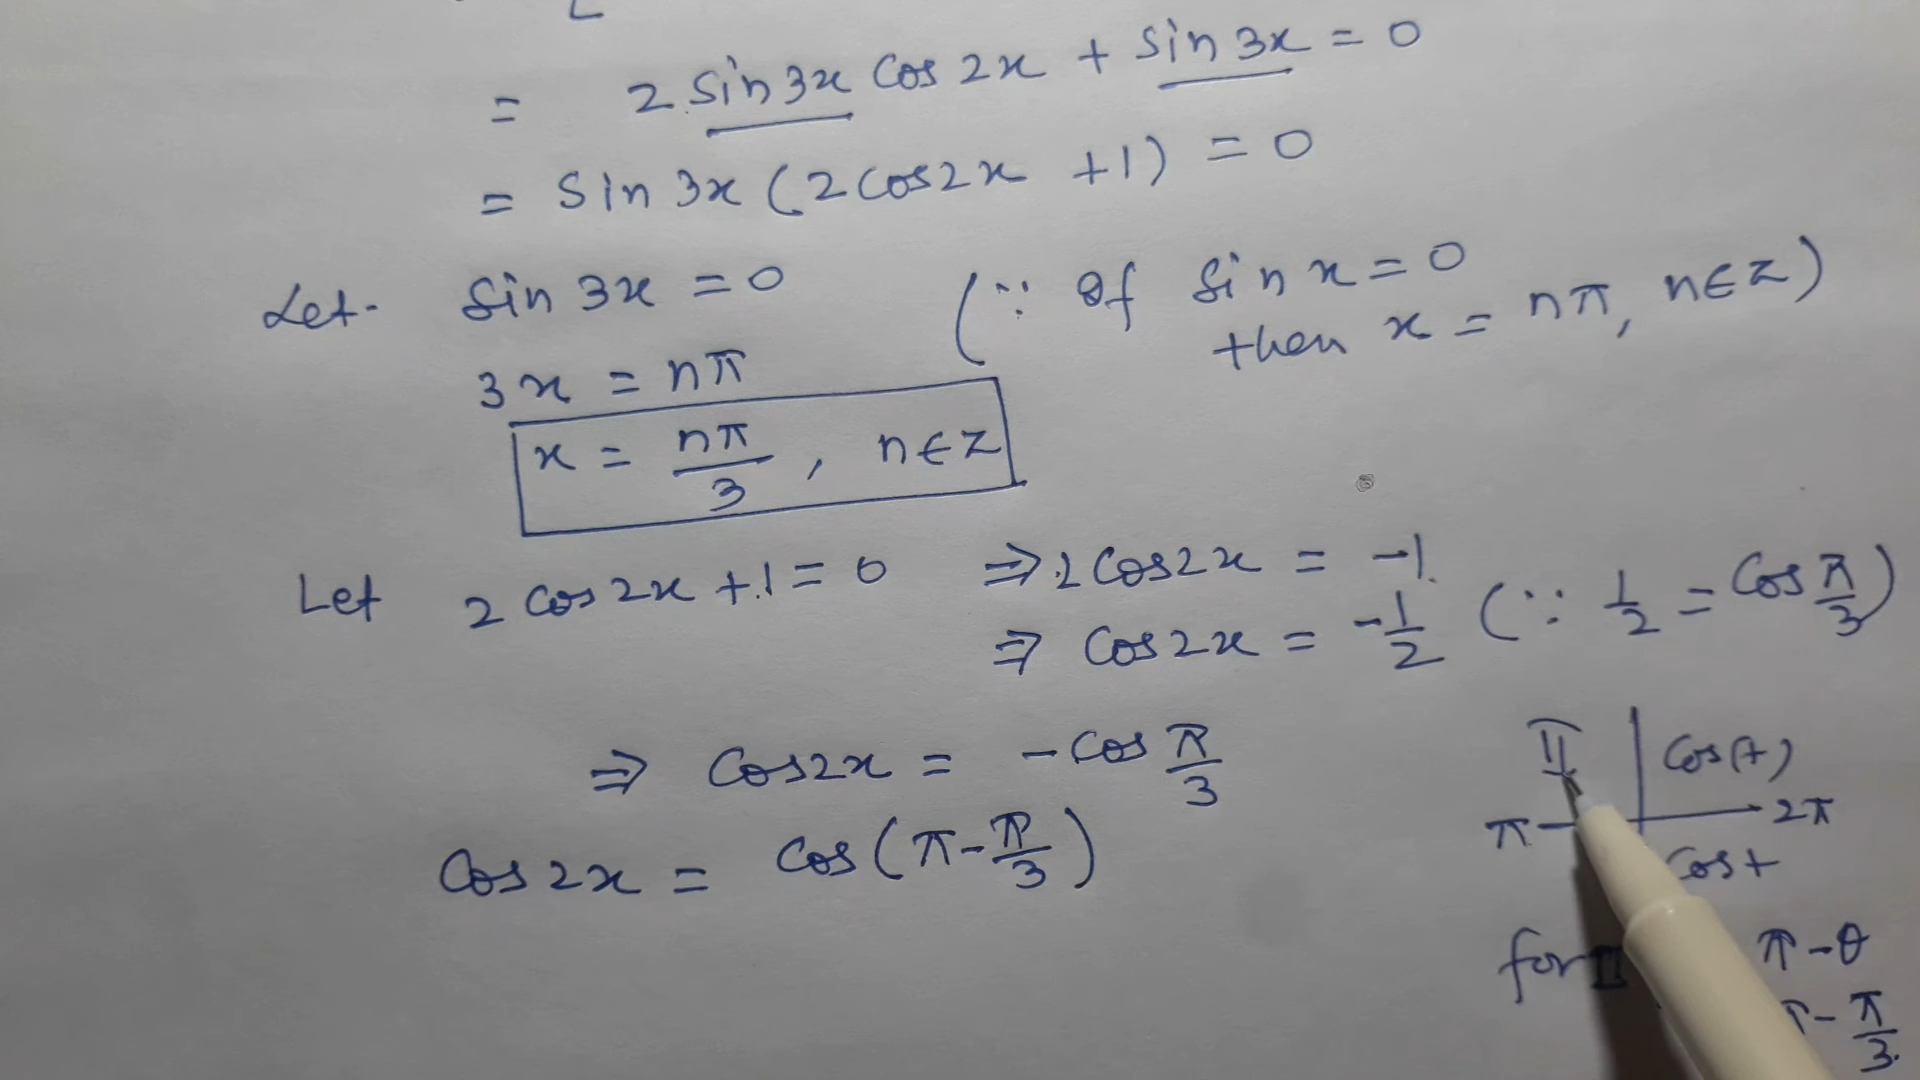 = 2 sin 3x cos 2x + sin 3x = 0
= sin 3x (2 cos 2x + 1) = 0
Let sin 3x = 0 (∵ If sin x = 0
then x = nπ, n∈Z)
3x = nπ
x = nπ/3, n∈Z
Let 2 cos 2x + 1 = 0 ⇒ 2 cos 2x = -1
⇒ cos 2x = -1/2 (∵ 1/2 = cos π/3)
⇒ cos 2x = - cos π/3
cos 2x = cos (π - π/3)
II cos(+)
π 2π
cos +
for II π - θ
π - π/3